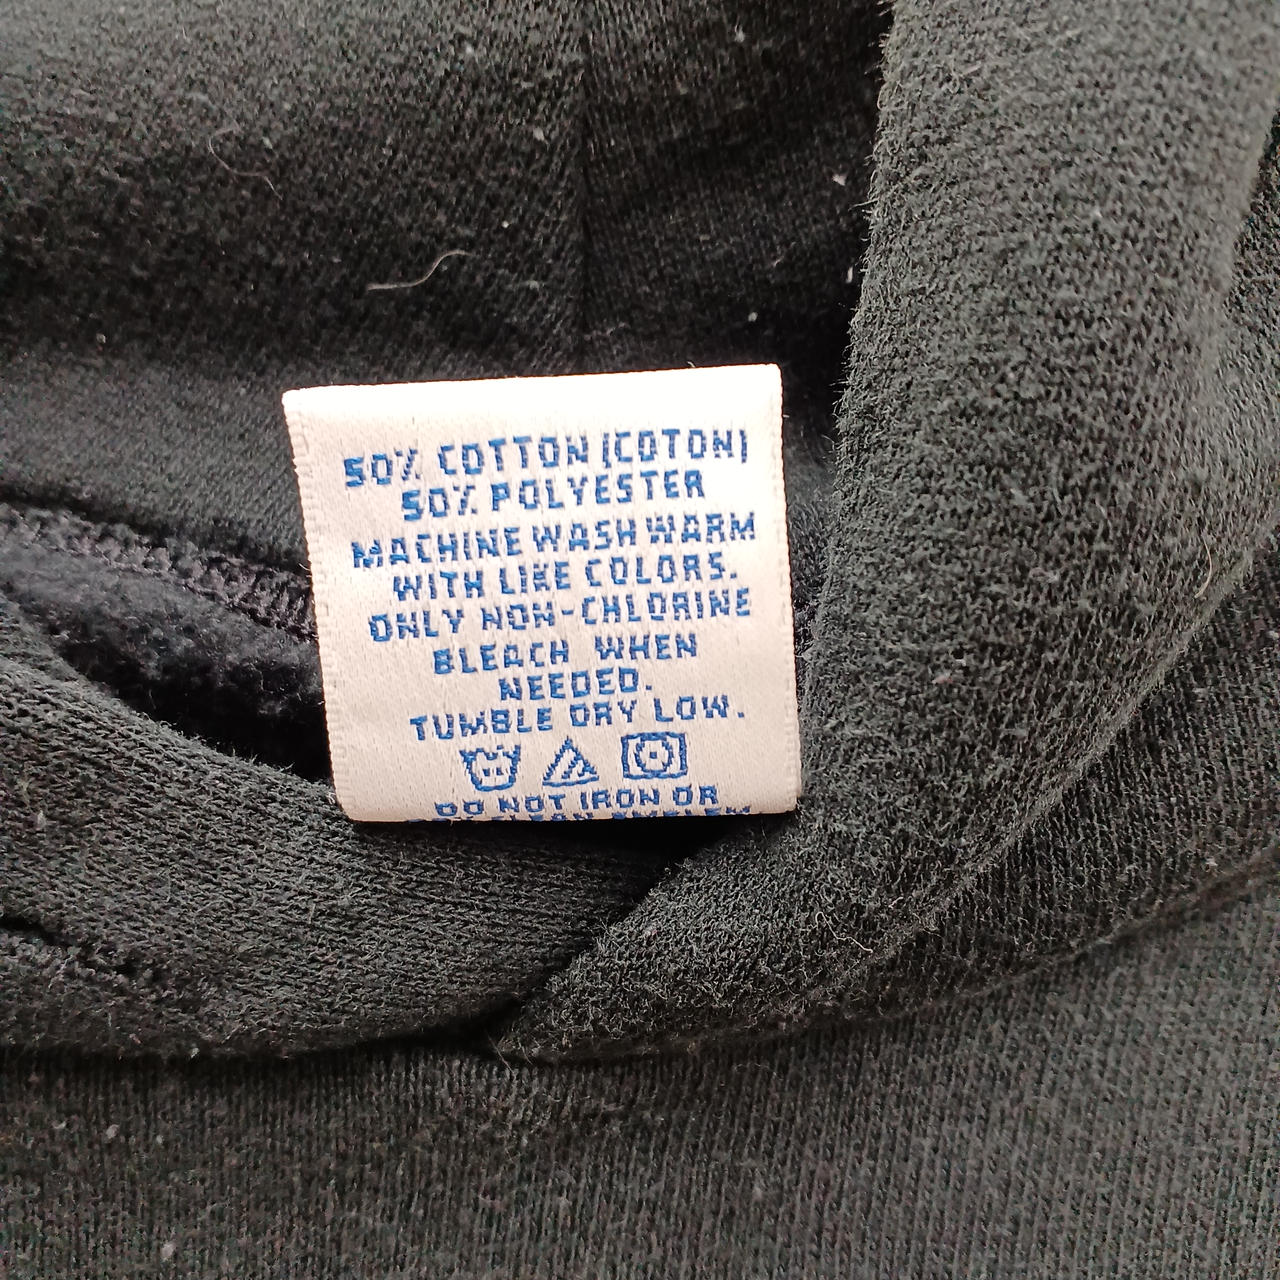 50% COTTON (COTON)
50% POLYESTER
MACHINE WASH WARM
WITH LIKE COLORS.
ONLY NON-CHLORINE
BLEACH WHEN
NEEDED.
TUMBLE DRY LOW.
DO NOT IRON OR